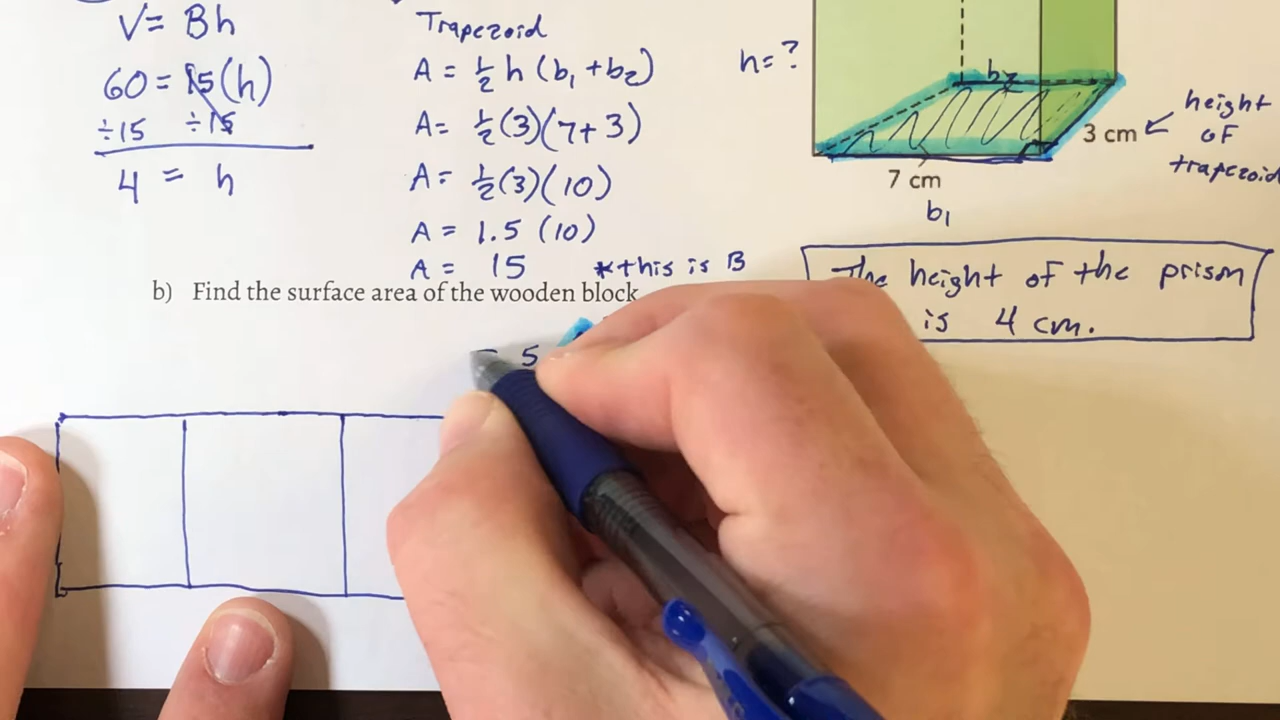 V = Bh
60 = 15(h)
÷15 ÷15
4 = h
Trapezoid
A = ½ h (b₁ + b₂)
A = ½(3)(7+3)
A = ½(3)(10)
A = 1.5 (10)
A = 15 *this is B
h = ?
b₂
3 cm
height
OF
trapezoid
7 cm
b₁
The height of the prism
is 4 cm.
b) Find the surface area of the wooden block
5